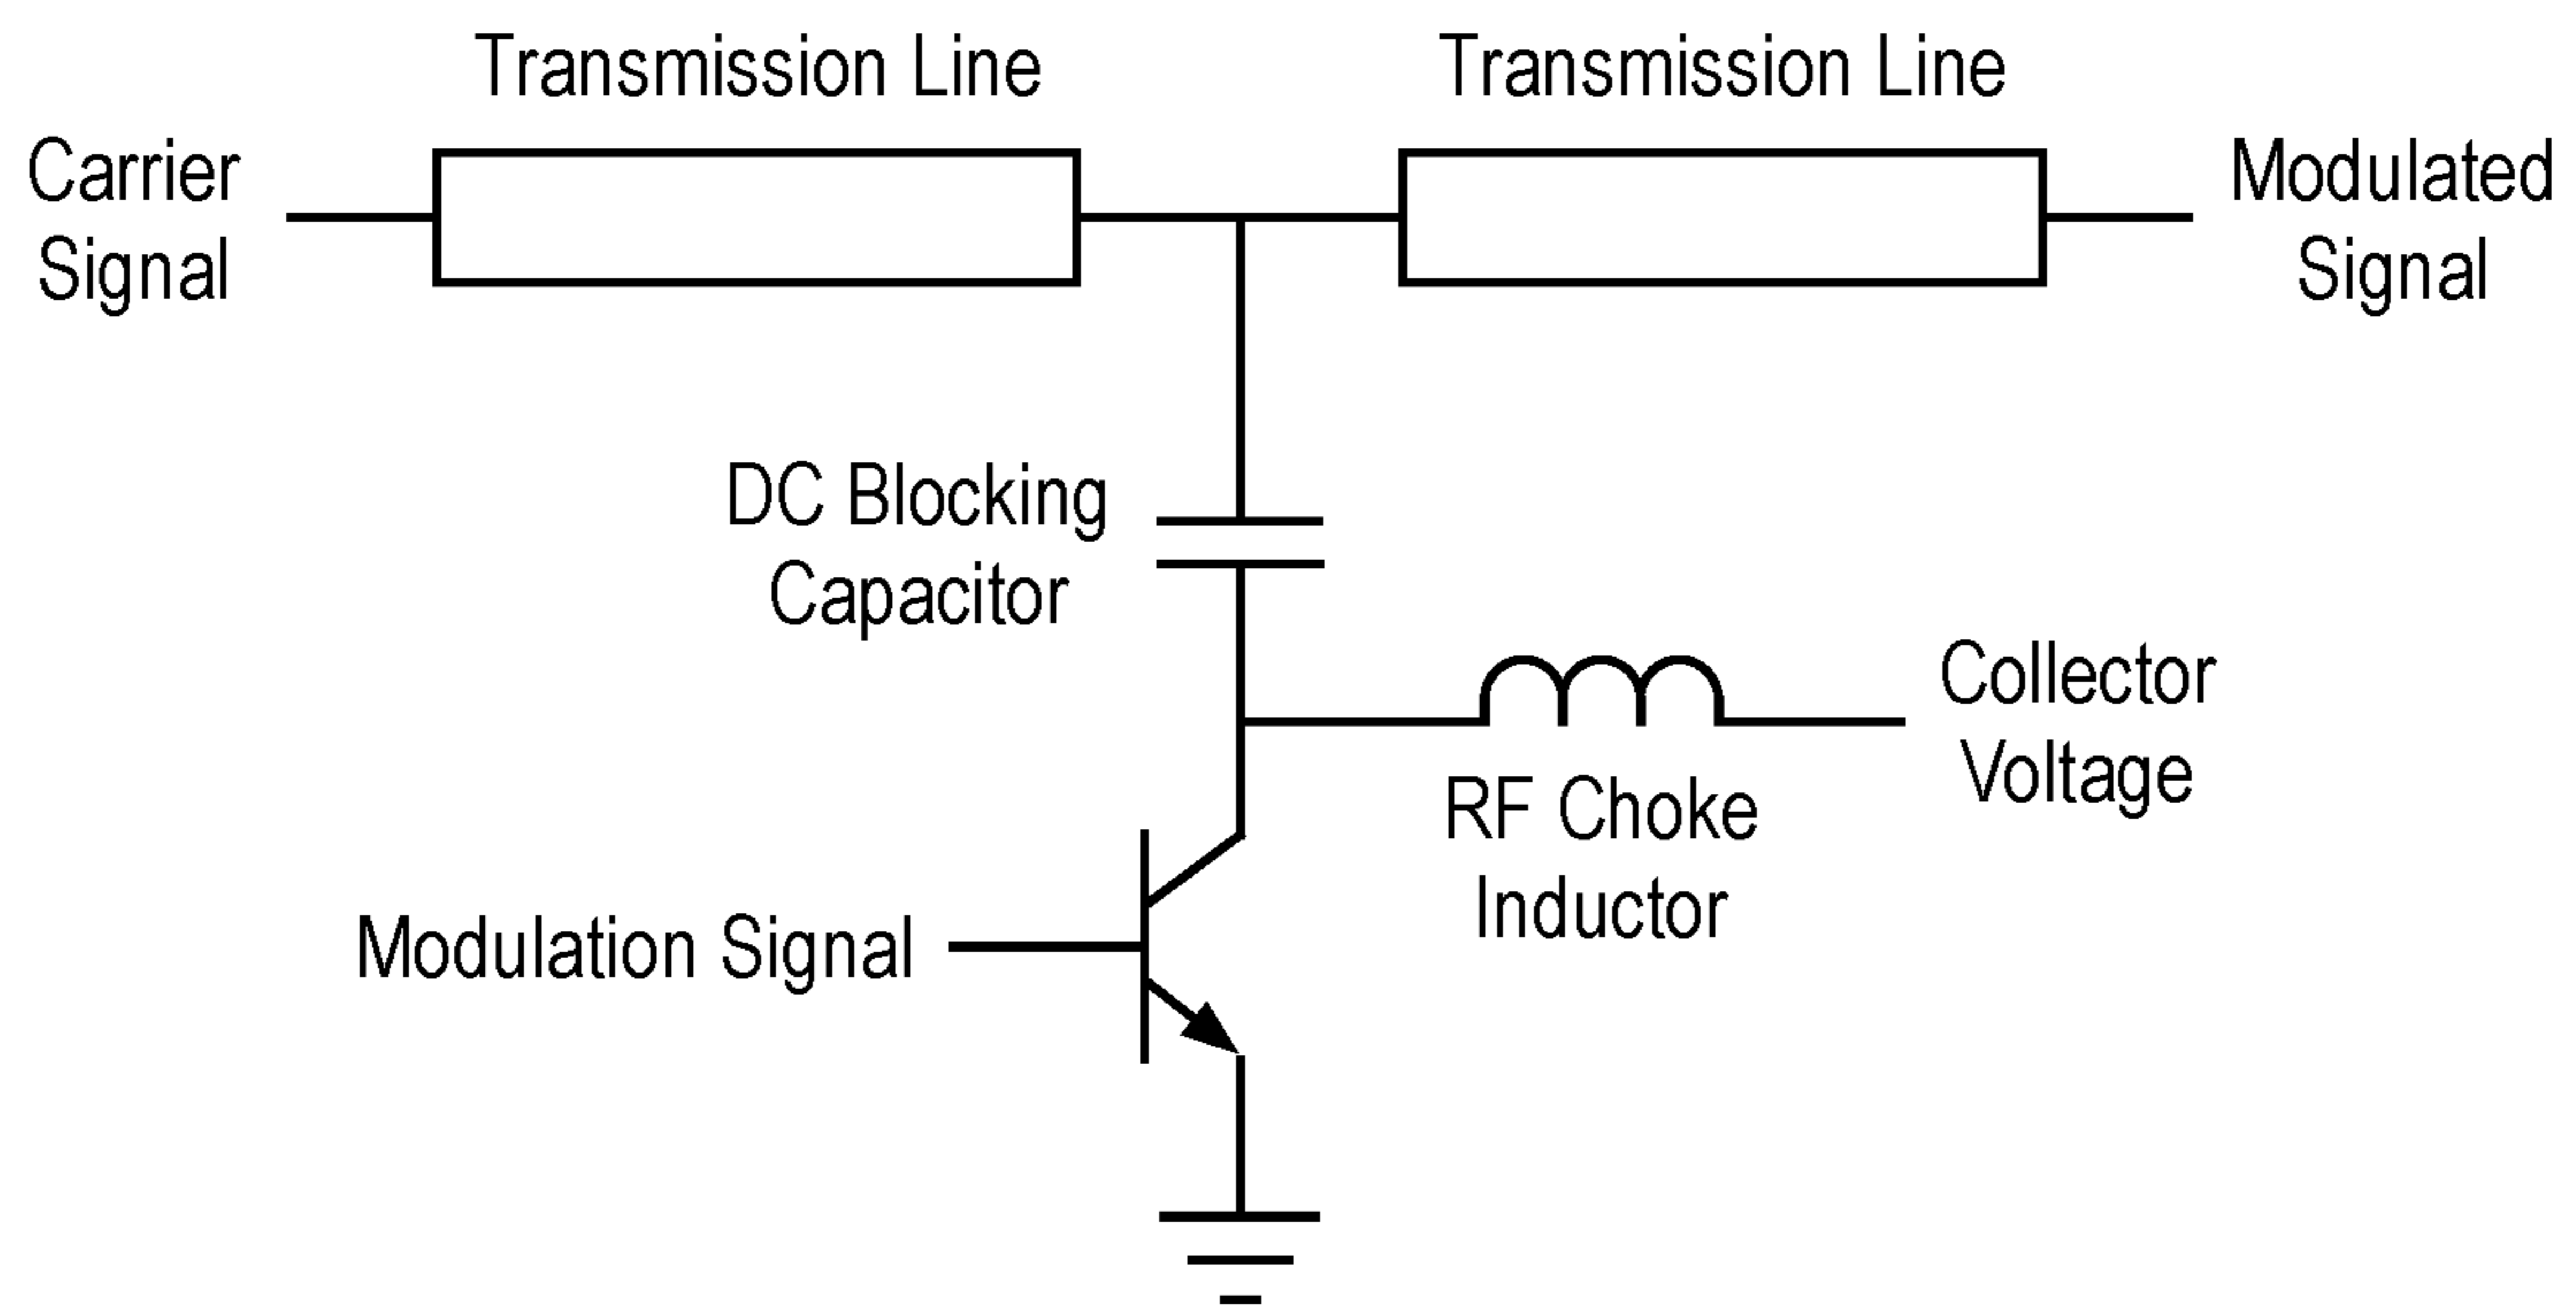 Transmission Line
Transmission Line
Carrier
Signal
Modulated
Signal
DC Blocking
Capacitor
Collector
Voltage
RF Choke
Inductor
Modulation Signal